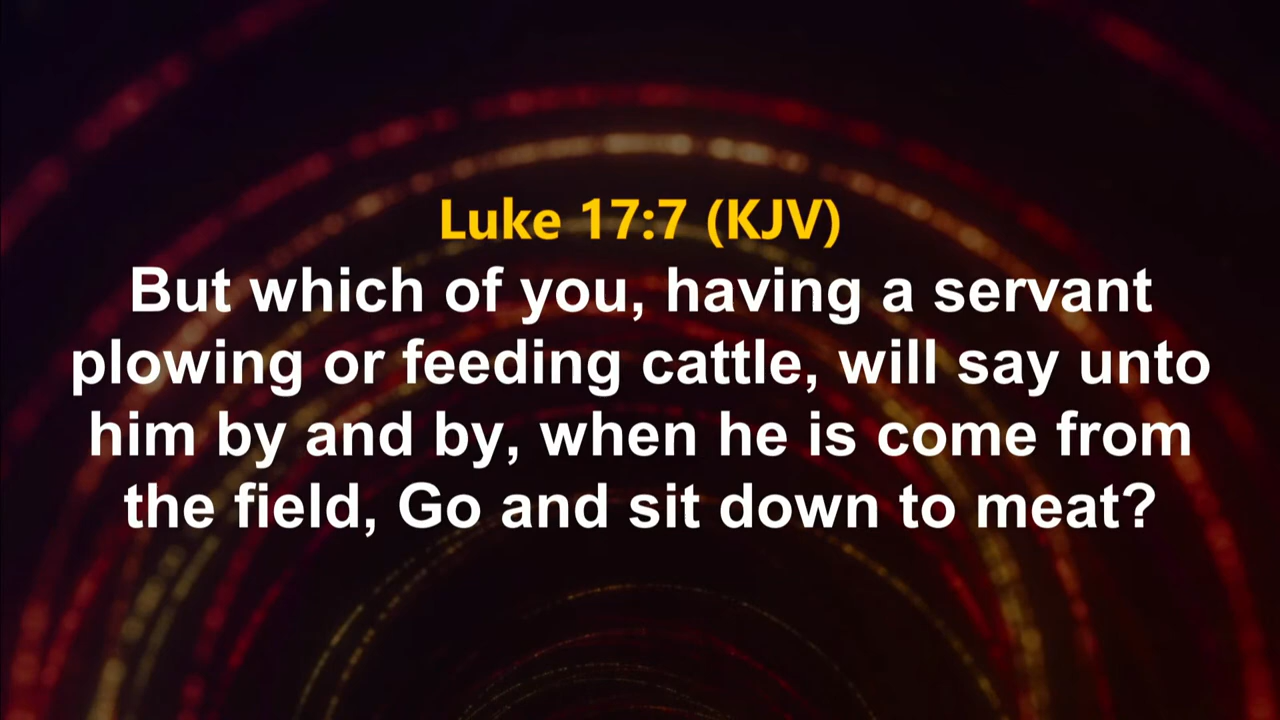 Luke 17:7 (KJV)
But which of you, having a servant
plowing or feeding cattle, will say unto
him by and by, when he is come from
the field, Go and sit down to meat?